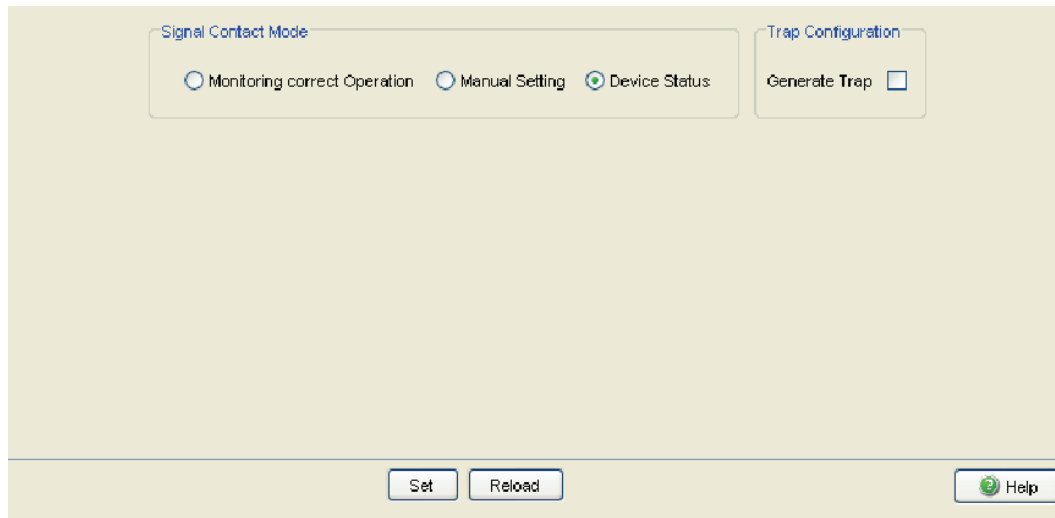 Signal Contact Mode
Trap Configuration
Monitoring correct Operation
Manual Setting
Device Status
Generate Trap
Set
Reload
Help